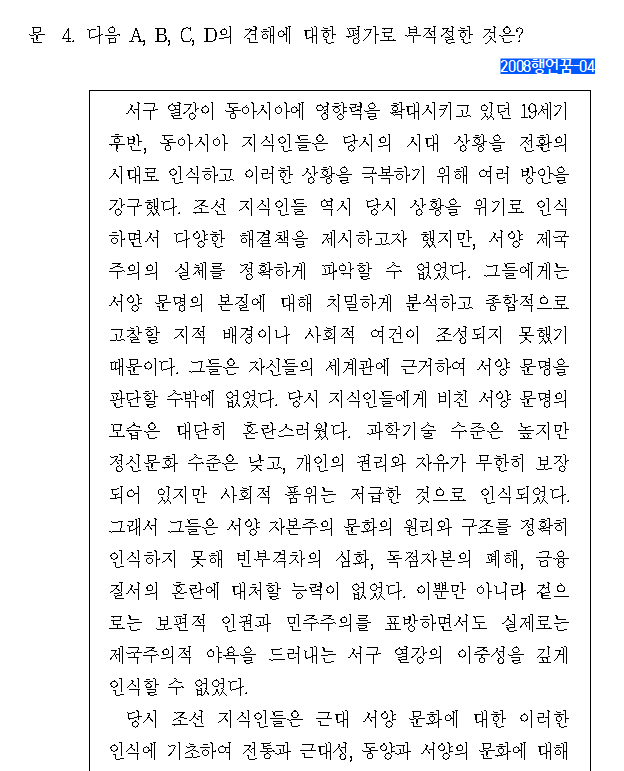 문 4. 다음 A, B, C, D의 견해에 대한 평가로 부적절한 것은?
2008행언꿈-04
서구 열강이 동아시아에 영향력을 확대시키고 있던 19세기
후반, 동아시아 지식인들은 당시의 시대 상황을 전환의
시대로 인식하고 이러한 상황을 극복하기 위해 여러 방안을
강구했다. 조선 지식인들 역시 당시 상황을 위기로 인식
하면서 다양한 해결책을 제시하고자 했지만, 서양 제국
주의의 실체를 정확하게 파악할 수 없었다. 그들에게는
서양 문명의 본질에 대해 치밀하게 분석하고 종합적으로
고찰할 지적 배경이나 사회적 여건이 조성되지 못했기
때문이다. 그들은 자신들의 세계관에 근거하여 서양 문명을
판단할 수밖에 없었다. 당시 지식인들에게 비친 서양 문명의
모습은 대단히 혼란스러웠다. 과학기술 수준은 높지만
정신문화 수준은 낮고, 개인의 권리와 자유가 무한히 보장
되어 있지만 사회적 품위는 저급한 것으로 인식되었다.
그래서 그들은 서양 자본주의 문화의 원리와 구조를 정확히
인식하지 못해 빈부격차의 심화, 독점자본의 폐해, 금융
질서의 혼란에 대처할 능력이 없었다. 이뿐만 아니라 겉으
로는 보편적 인권과 민주주의를 표방하면서도 실제로는
제국주의적 야욕을 드러내는 서구 열강의 이중성을 깊게
인식할 수 없었다.
당시 조선 지식인들은 근대 서양 문화에 대한 이러한
인식에 기초하여 전통과 근대성, 동양과 서양의 문화에 대해